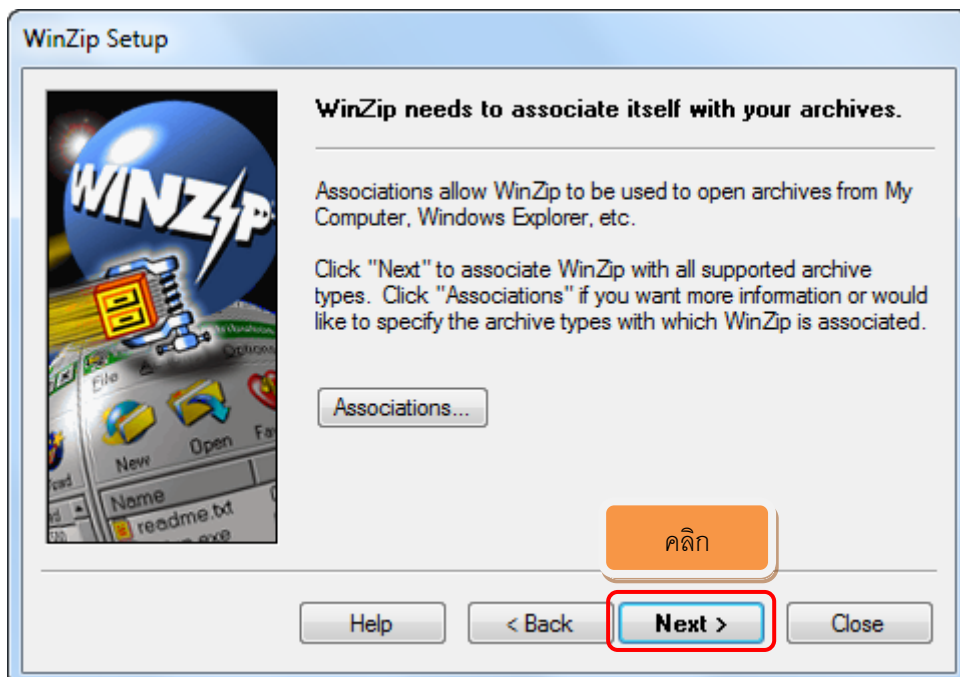 WinZip Setup
WINZIP
File
Options
New
Open
Fav
Name
readme.txt
WinZip needs to associate itself with your archives.
Associations allow WinZip to be used to open archives from My
Computer, Windows Explorer, etc.
Click "Next" to associate WinZip with all supported archive
types. Click "Associations" if you want more information or would
like to specify the archive types with which WinZip is associated.
Associations...
คลิก
Help < Back Next > Close